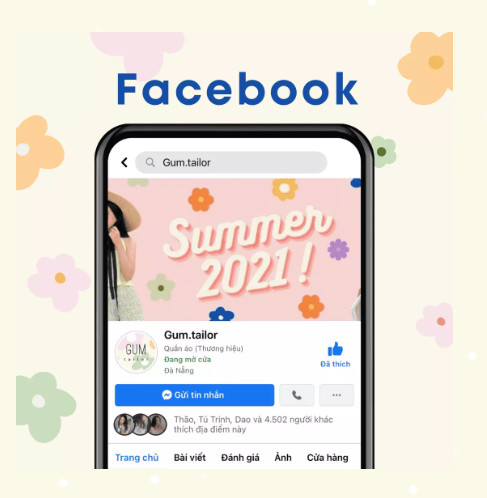 Facebook
Gum.tailor
Summer
2021!
GUM
tailor
Gum.tailor
Quần áo (Thương hiệu)
Đang mở cửa
Đà Nẵng
Đã thích
Gửi tin nhắn
Thảo, Tú Trinh, Dao và 4.502 người khác
thích địa điểm này
Trang chủ Bài viết Đánh giá Ảnh Cửa hàng